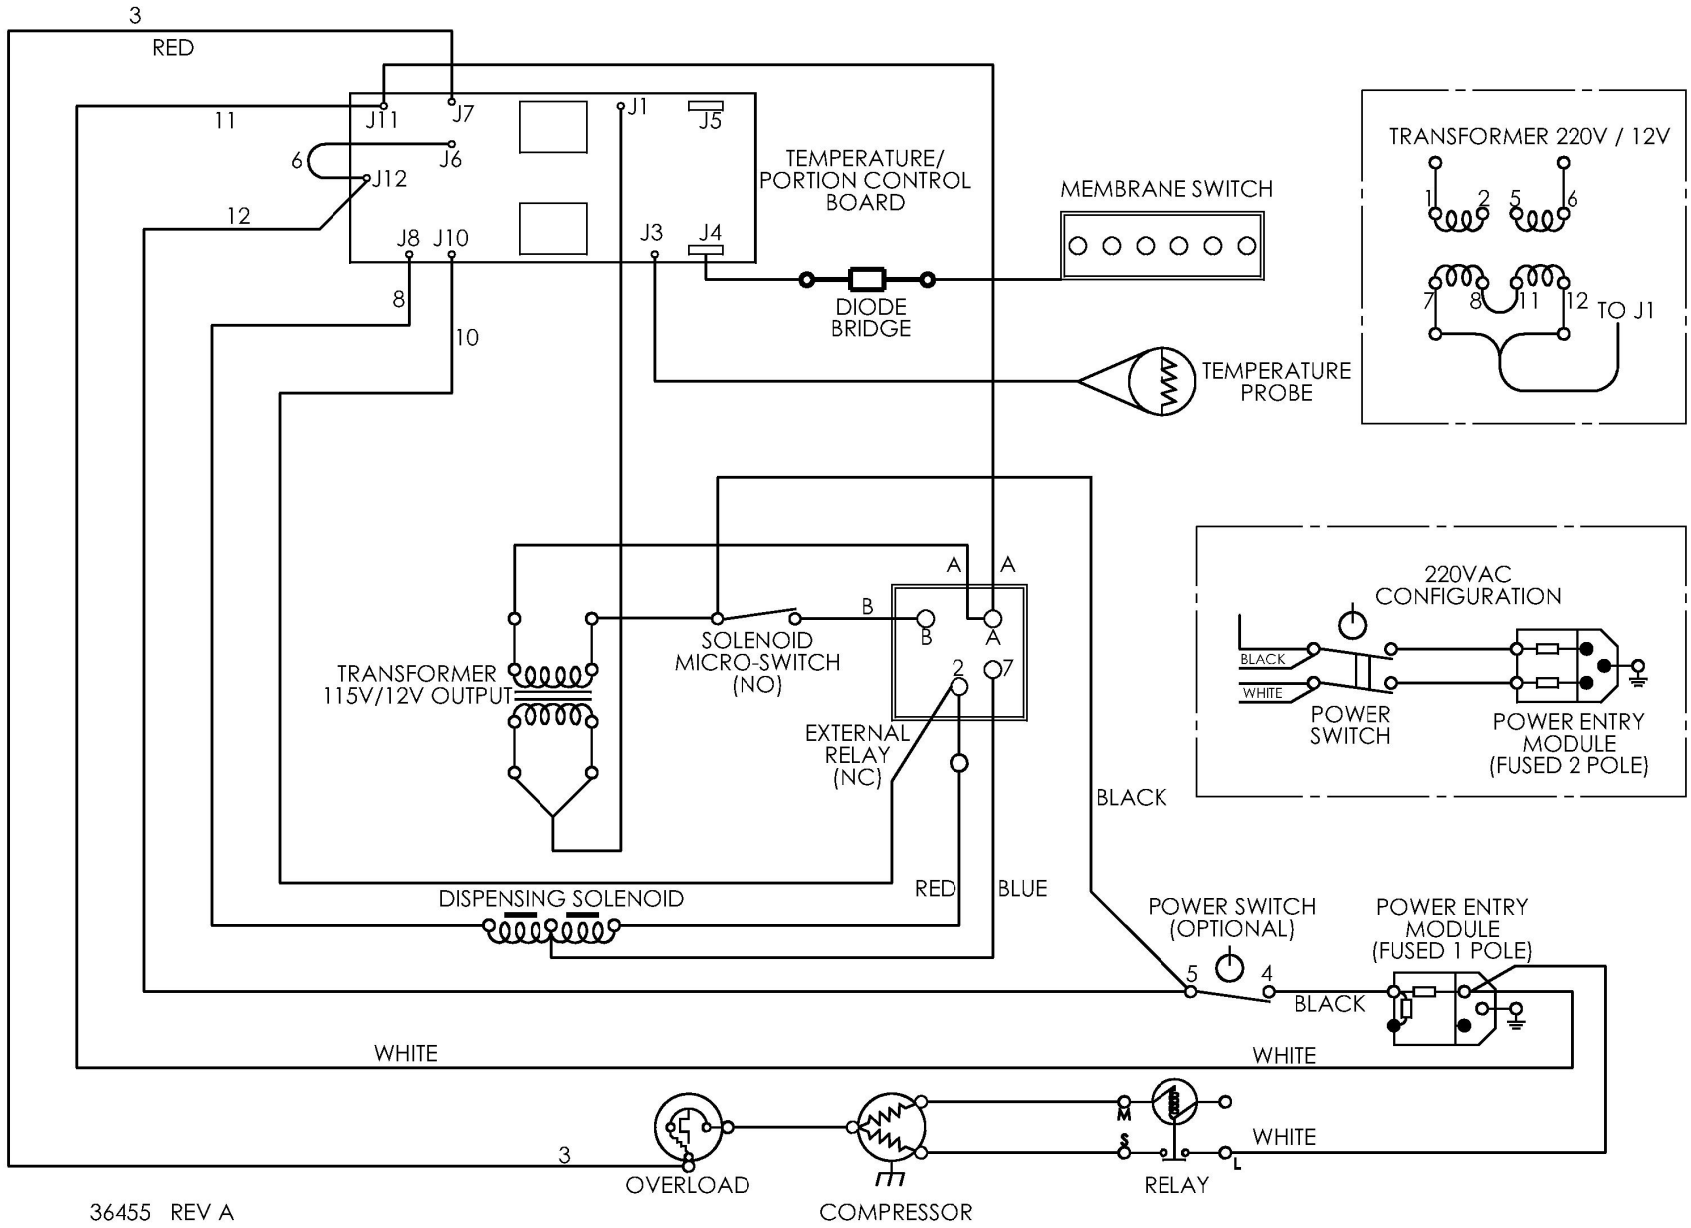 3
RED
11
J11
J7
J1
J5
6
J6
J12
12
J8 J10
J3
J4
TEMPERATURE/
PORTION CONTROL
BOARD
MEMBRANE SWITCH
DIODE
BRIDGE
8
10
TEMPERATURE
PROBE
TRANSFORMER 220V / 12V
1 2 5 6
7 8 11 12
TO J1
A A
B
B A
2 7
SOLENOID
MICRO-SWITCH
(NO)
TRANSFORMER
115V/12V OUTPUT
EXTERNAL
RELAY
(NC)
220VAC
CONFIGURATION
BLACK
WHITE
POWER
SWITCH
POWER ENTRY
MODULE
(FUSED 2 POLE)
BLACK
RED
BLUE
DISPENSING SOLENOID
POWER SWITCH
(OPTIONAL)
5 4
BLACK
POWER ENTRY
MODULE
(FUSED 1 POLE)
WHITE
WHITE
M
S
L
WHITE
3
OVERLOAD
COMPRESSOR
RELAY
36455 REV A